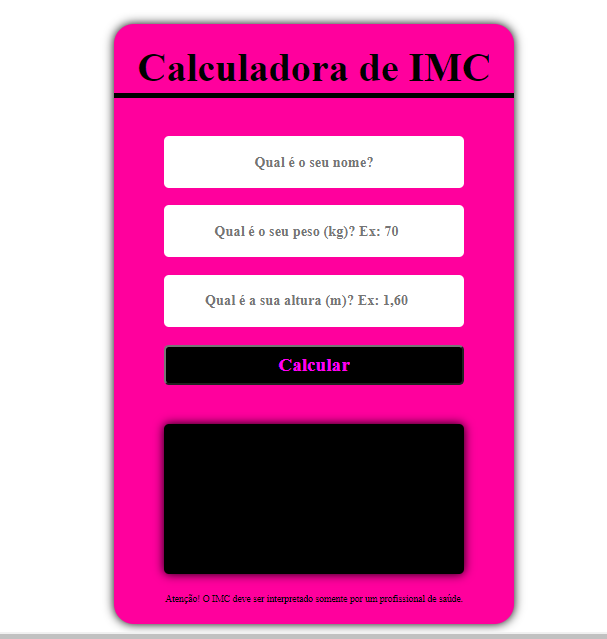 Calculadora de IMC
Qual é o seu nome?
Qual é o seu peso (kg)? Ex: 70
Qual é a sua altura (m)? Ex: 1,60
Calcular
Atenção! O IMC deve ser interpretado somente por um profissional de saúde.